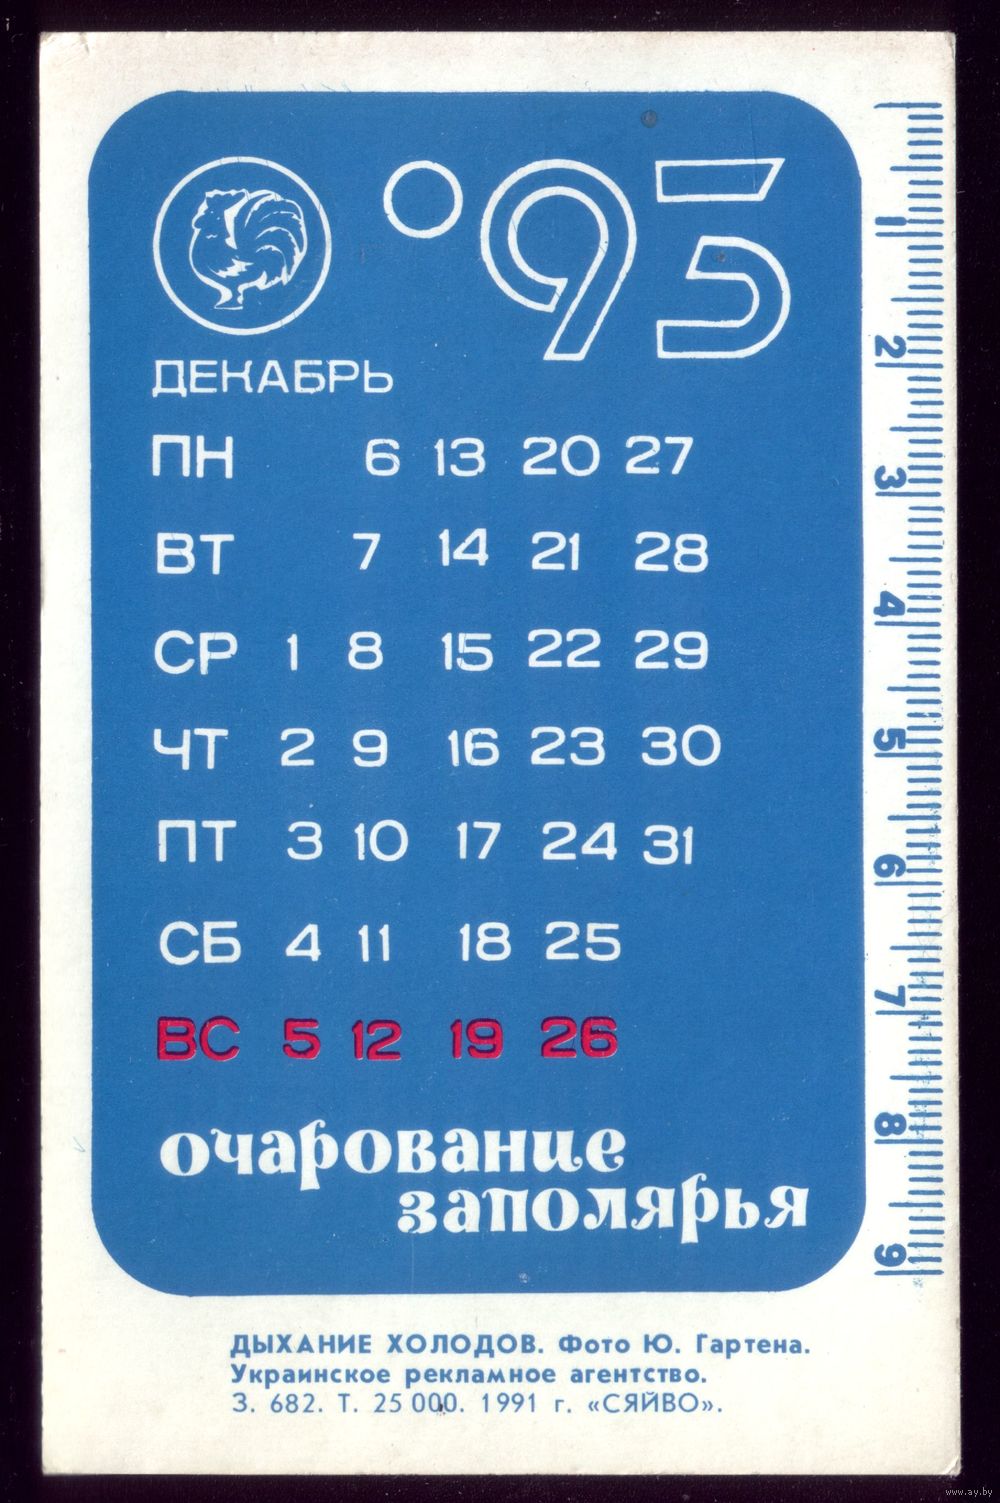 '95
ДЕКАБРЬ
ПН 6 13 20 27
ВТ 7 14 21 28
СР 1 8 15 22 29
ЧТ 2 9 16 23 30
ПТ 3 10 17 24 31
СБ 4 11 18 25
ВС 5 12 19 26
очарование
заполярья
1
2
3
4
5
6
7
8
9
ДЫХАНИЕ ХОЛОДОВ. Фото Ю. Гартена.
Украинское рекламное агентство.
З. 682. Т. 25 000. 1991 г. «СЯЙВО».
www.ay.by